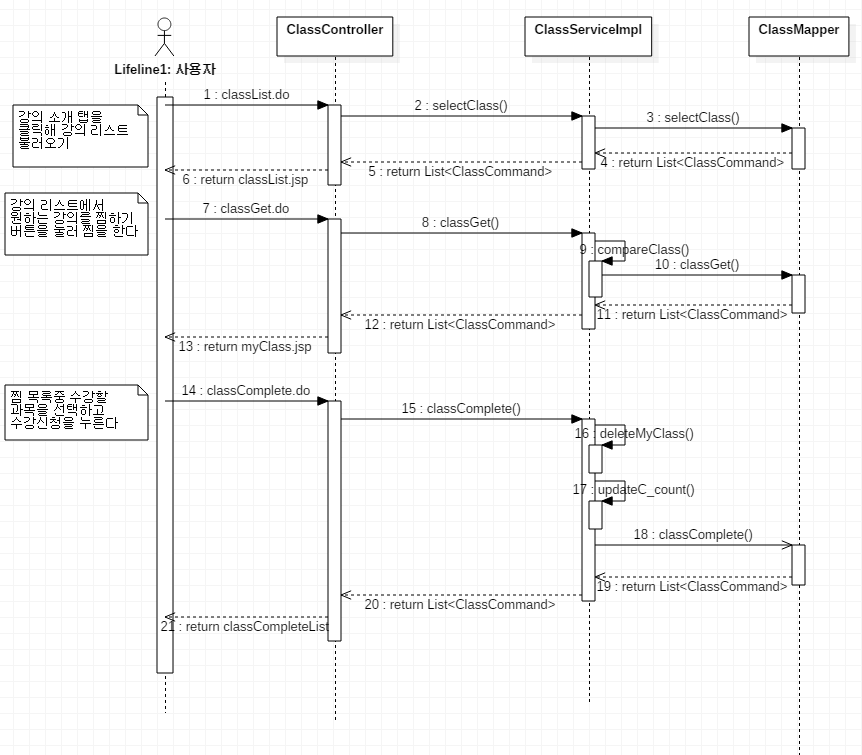 ClassController
ClassServiceImpl
ClassMapper
Lifeline1: 사용자
강의 소개 탭을
클릭해 강의 리스트
불러오기
1 : classList.do
2 : selectClass()
3 : selectClass()
4 : return List<ClassCommand>
5 : return List<ClassCommand>
6 : return classList.jsp
강의 리스트에서
원하는 강의를 찜하기
버튼을 눌러 찜을 한다
7 : classGet.do
8 : classGet()
9 : compareClass()
10 : classGet()
11 : return List<ClassCommand>
12 : return List<ClassCommand>
13 : return myClass.jsp
찜 목록중 수강할
과목을 선택하고
수강신청을 누른다
14 : classComplete.do
15 : classComplete()
16 : deleteMyClass()
17 : updateC_count()
18 : classComplete()
19 : return List<ClassCommand>
20 : return List<ClassCommand>
21 : return classCompleteList